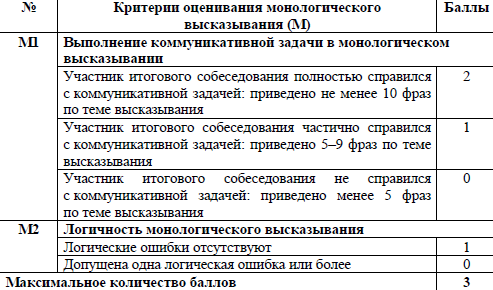 № Критерии оценивания монологического Баллы
высказывания (М)
М1 Выполнение коммуникативной задачи в монологическом
высказывании
Участник итогового собеседования полностью справился 2
с коммуникативной задачей: приведено не менее 10 фраз
по теме высказывания
Участник итогового собеседования частично справился 1
с коммуникативной задачей: приведено 5–9 фраз по теме
высказывания
Участник итогового собеседования не справился 0
с коммуникативной задачей: приведено менее 5 фраз
по теме высказывания
М2 Логичность монологического высказывания
Логические ошибки отсутствуют 1
Допущена одна логическая ошибка или более 0
Максимальное количество баллов 3